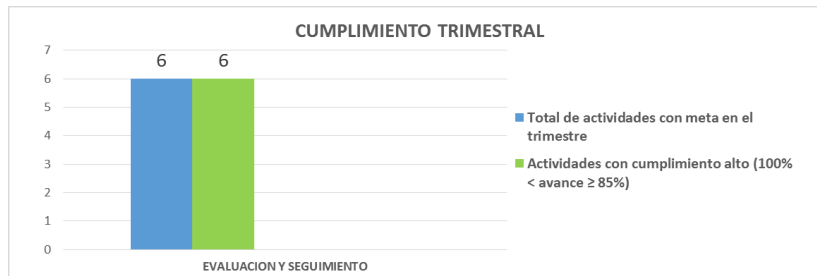 CUMPLIMIENTO TRIMESTRAL
7
6
5
4
3
2
1
0
6
6
EVALUACION Y SEGUIMIENTO
Total de actividades con meta en el
trimestre
Actividades con cumplimiento alto (100%
< avance ≥ 85%)